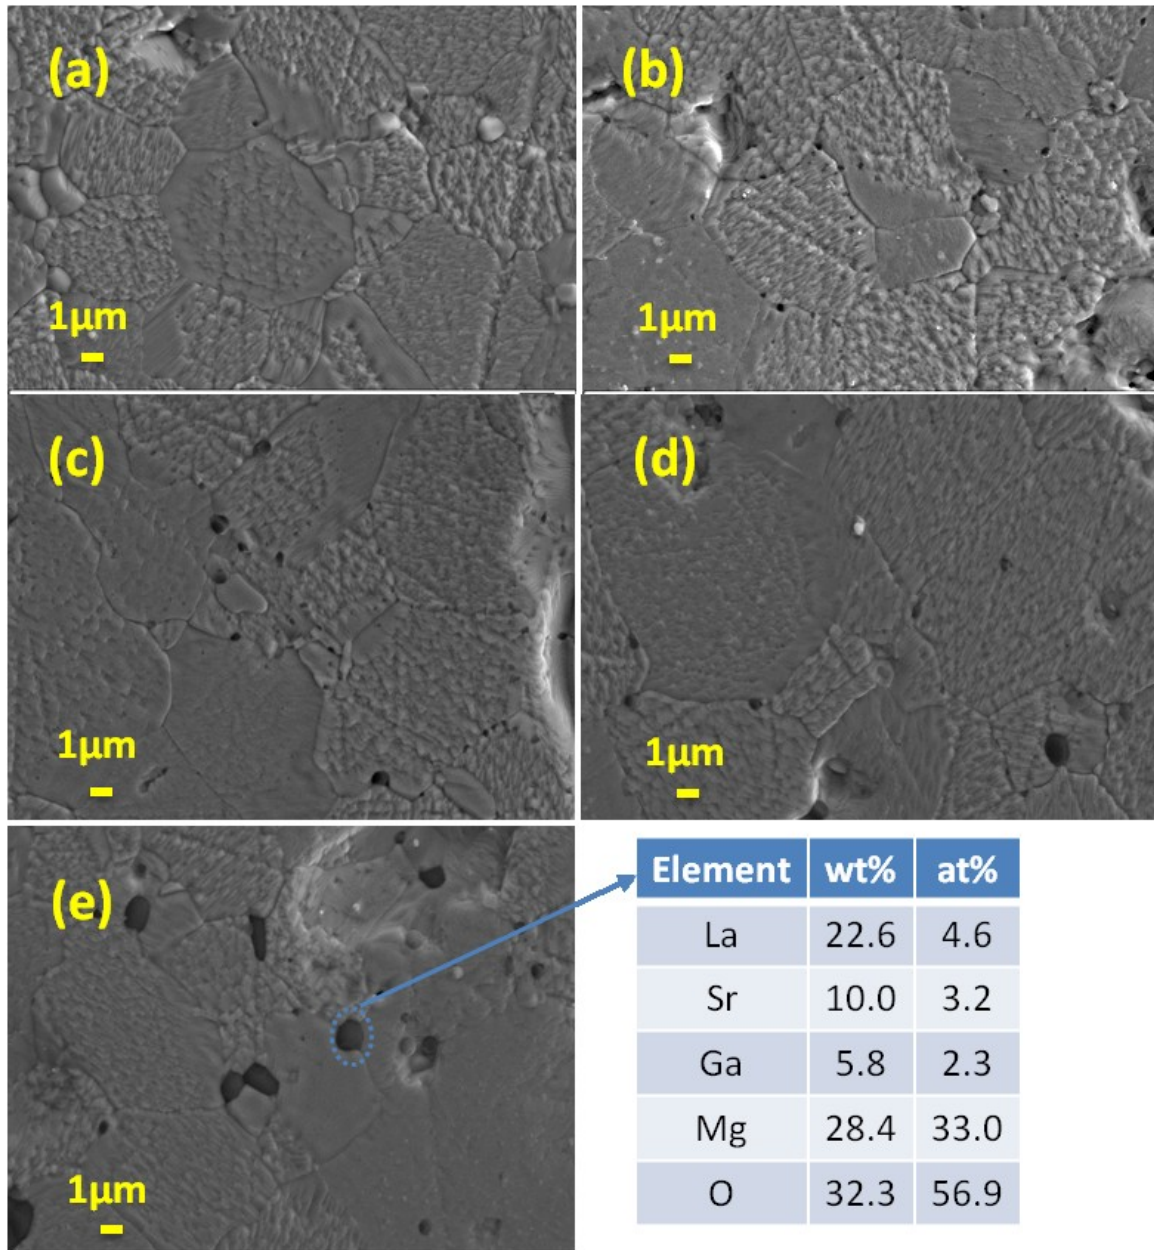 (a)
(b)
1μm
1μm
(c)
(d)
1μm
1μm
(e)
1μm
Element wt% at%
La 22.6 4.6
Sr 10.0 3.2
Ga 5.8 2.3
Mg 28.4 33.0
O 32.3 56.9